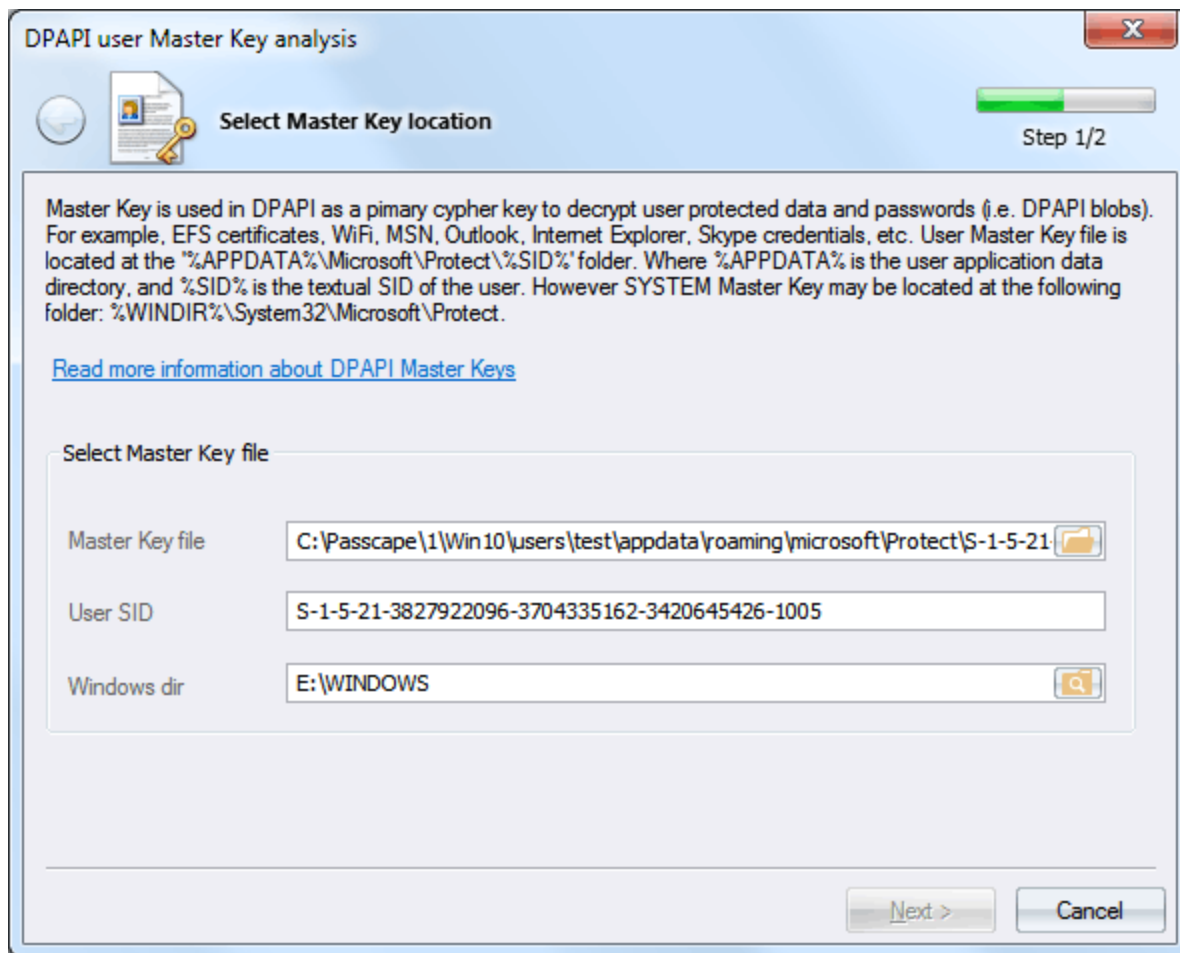 DPAPI user Master Key analysis
Select Master Key location
Step 1/2
Master Key is used in DPAPI as a pimary cypher key to decrypt user protected data and passwords (i.e. DPAPI blobs).
For example, EFS certificates, WiFi, MSN, Outlook, Internet Explorer, Skype credentials, etc. User Master Key file is
located at the "%APPDATA%\Microsoft\Protect\%SID%' folder. Where %APPDATA% is the user application data
directory, and %SID% is the textual SID of the user. However SYSTEM Master Key may be located at the following
folder: %WINDIR%\System32\Microsoft\Protect.
Read more information about DPAPI Master Keys
Select Master Key file
Master Key file C:\Passcape\1\Win10\users\test\appdata\roaming\microsoft\Protect\S-1-5-21-
User SID S-1-5-21-3827922096-3704335162-3420645426-1005
Windows dir E:\WINDOWS
Next > Cancel